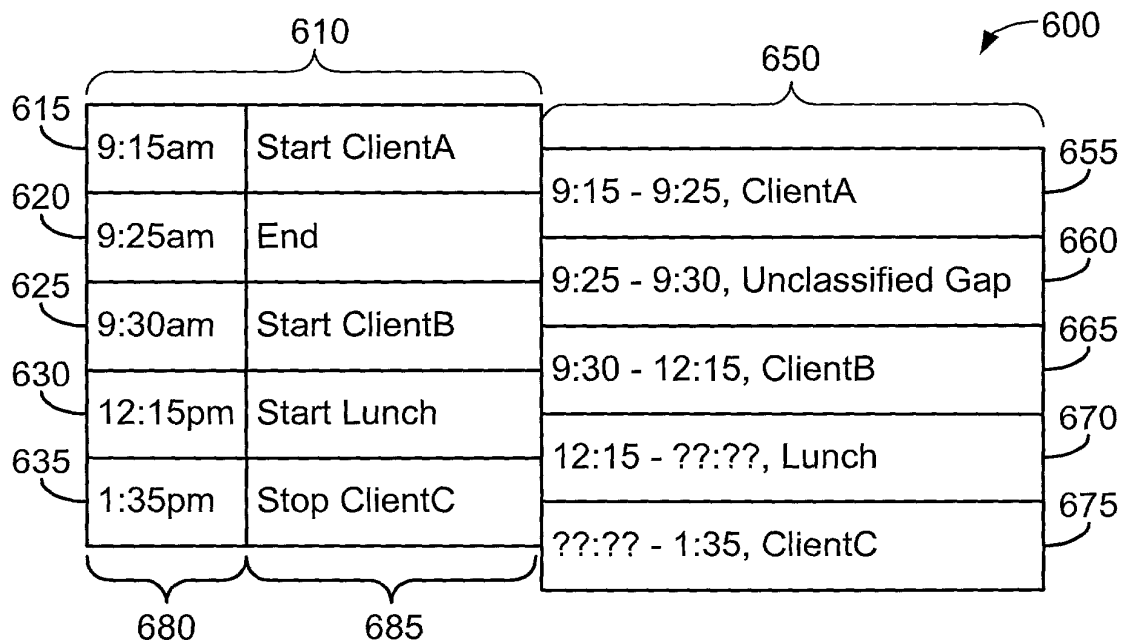 600
610
650
615
9:15am Start ClientA
655
9:15 - 9:25, ClientA
620
9:25am End
660
9:25 - 9:30, Unclassified Gap
625
9:30am Start ClientB
665
9:30 - 12:15, ClientB
630
12:15pm Start Lunch
670
12:15 - ??:??, Lunch
635
1:35pm Stop ClientC
675
??:?? - 1:35, ClientC
680 685